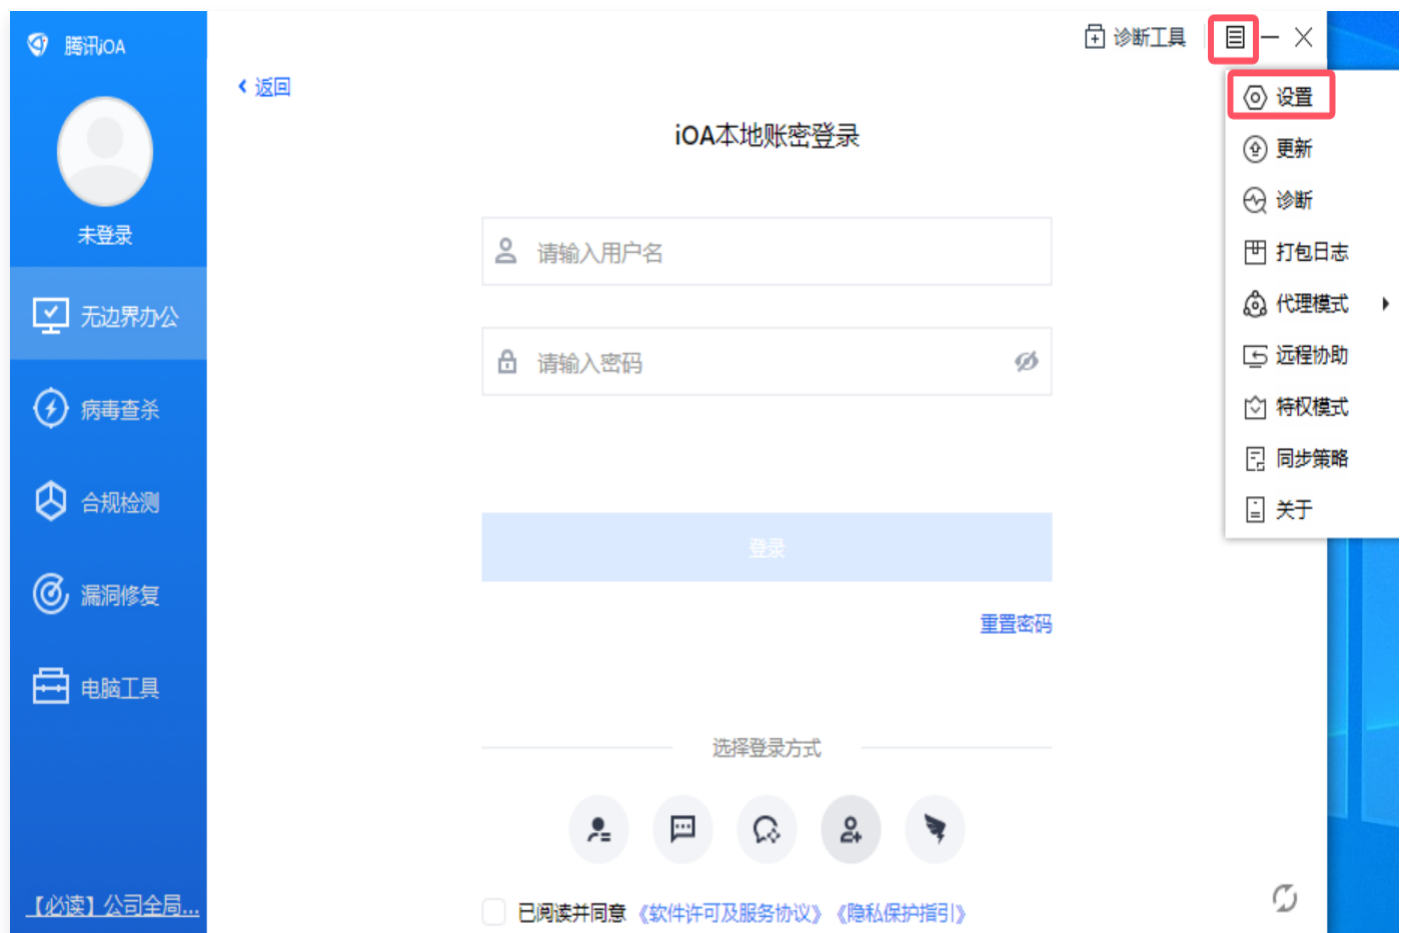 腾讯iOA
诊断工具
返回
设置
iOA本地账密登录
更新
诊断
未登录
请输入用户名
打包日志
代理模式
无边界办公
远程协助
请输入密码
病毒查杀
特权模式
同步策略
合规检测
关于
登录
漏洞修复
重置密码
电脑工具
选择登录方式
【必读】公司全局...
已阅读并同意《软件许可及服务协议》《隐私保护指引》